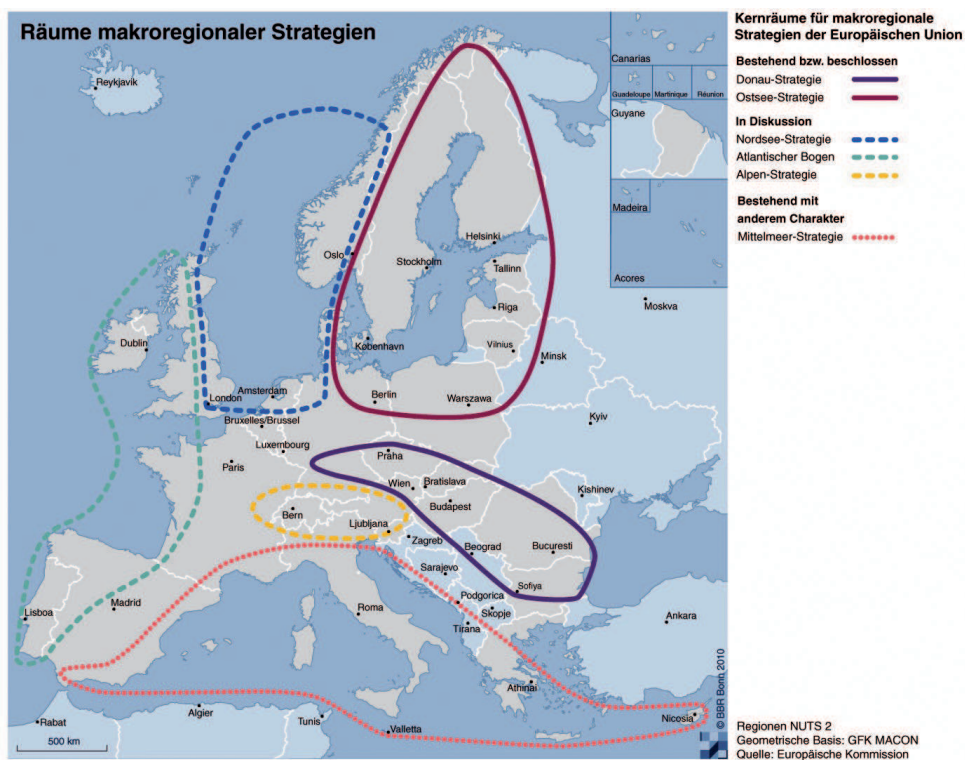 Räume makroregionaler Strategien
Reykjavik
Oslo
Helsinki
Stockholm
Tallinn
Riga
Moskva
Dublin
København
Vilnius
Minsk
Amsterdam
London
Berlin
Warszawa
Bruxelles/Brussel
Kyiv
Luxembourg
Paris
Praha
Wien
Bratislava
Kishinev
Budapest
Bern
Ljubljana
Zagreb
Beograd
Bucuresti
Sarajevo
Sofiya
Lisboa
Madrid
Roma
Podgorica
Skopje
Tirana
Ankara
Athinai
Nicosia
Rabat
Algier
Tunis
Valletta
500 km
© BBR Bonn 2010
Canarias
Guadeloupe
Martinique
Réunion
Guyane
Madeira
Acores
Kernräume für makroregionale
Strategien der Europäischen Union
Bestehend bzw. beschlossen
Donau-Strategie
Ostsee-Strategie
In Diskussion
Nordsee-Strategie
Atlantischer Bogen
Alpen-Strategie
Bestehend mit
anderem Charakter
Mittelmeer-Strategie
Regionen NUTS 2
Geometrische Basis: GFK MACON
Quelle: Europäische Kommission